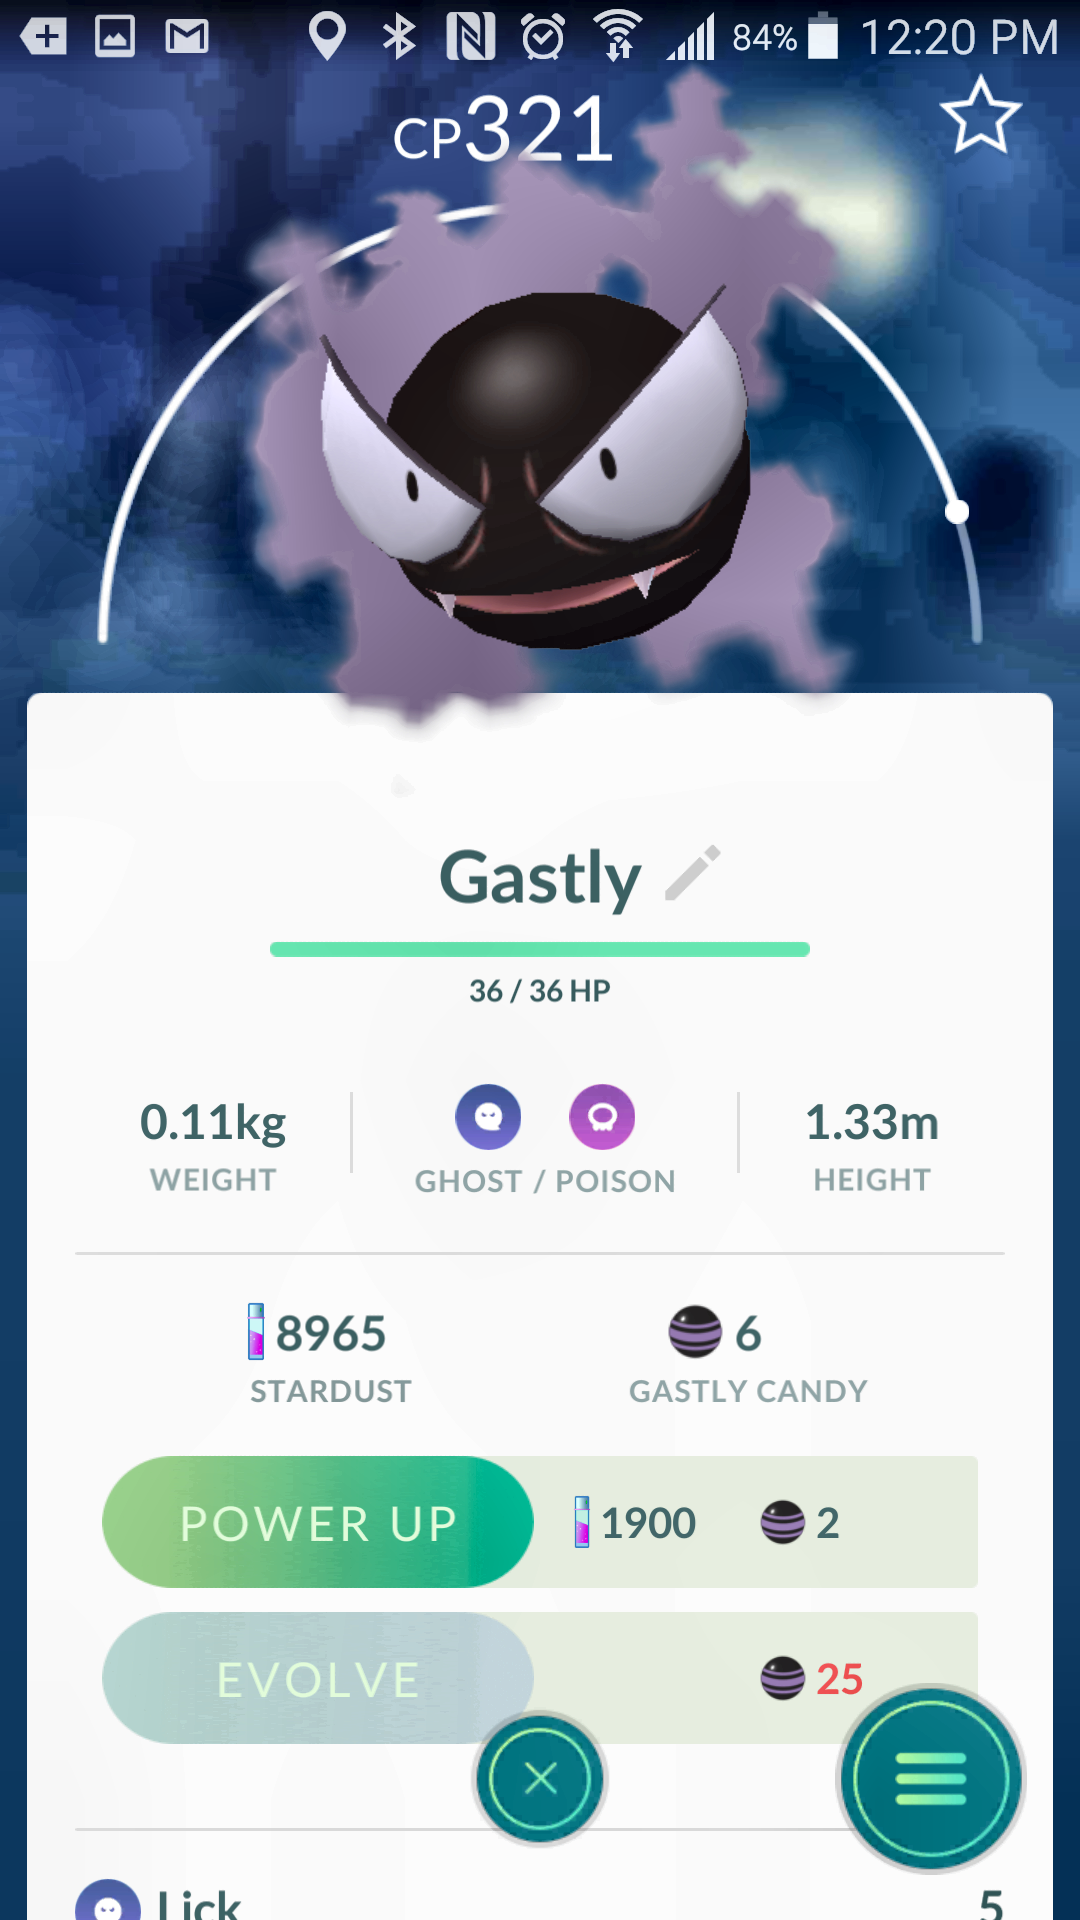 84% 12:20 PM
CP321
Gastly
36 / 36 HP
0.11kg
WEIGHT
GHOST / POISON
1.33m
HEIGHT
8965
STARDUST
6
GASTLY CANDY
POWER UP 1900 2
EVOLVE 25
Lick 5